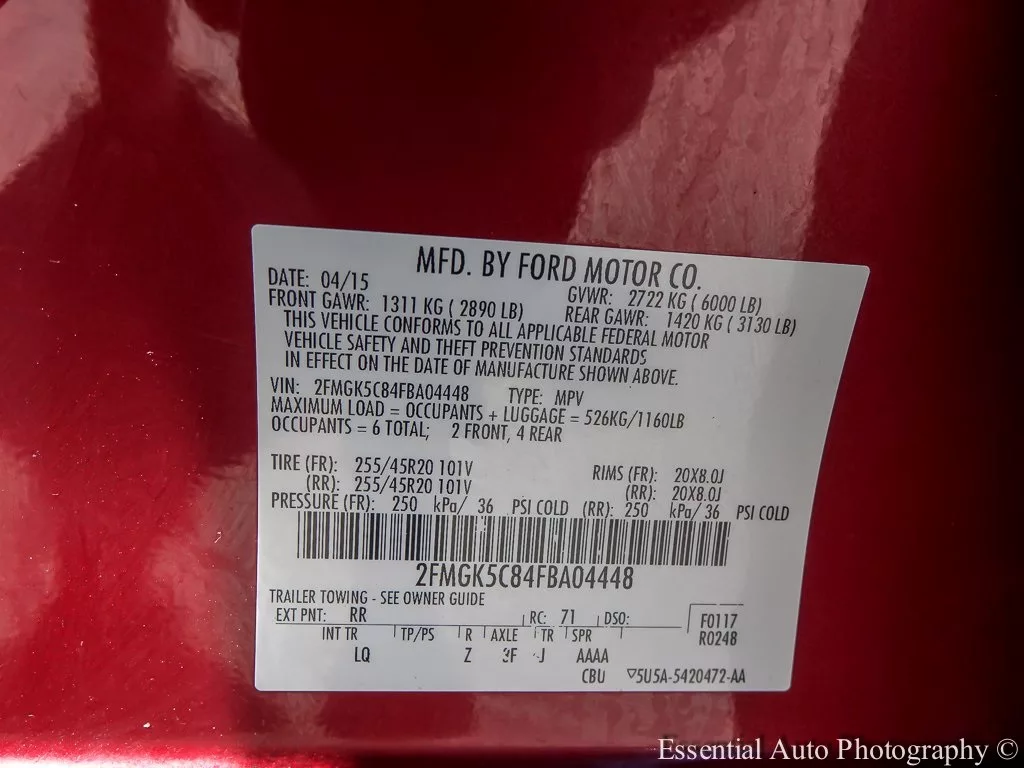 MFD. BY FORD MOTOR CO.
DATE: 04/15 GVWR: 2722 KG ( 6000 LB)
FRONT GAWR: 1311 KG ( 2890 LB) REAR GAWR: 1420 KG ( 3130 LB)
THIS VEHICLE CONFORMS TO ALL APPLICABLE FEDERAL MOTOR
VEHICLE SAFETY AND THEFT PREVENTION STANDARDS
IN EFFECT ON THE DATE OF MANUFACTURE SHOWN ABOVE.
VIN: 2FMGK5C84FBA04448 TYPE: MPV
MAXIMUM LOAD = OCCUPANTS + LUGGAGE = 526KG/1160LB
OCCUPANTS = 6 TOTAL; 2 FRONT, 4 REAR
TIRE (FR): 255/45R20 101V RIMS (FR): 20X8.0J
(RR): 255/45R20 101V (RR): 20X8.0J
PRESSURE (FR): 250 kPa/ 36 PSI COLD (RR): 250 kPa/ 36 PSI COLD
2FMGK5C84FBA04448
TRAILER TOWING - SEE OWNER GUIDE
EXT PNT: RR RC: 71 DSO: F0117
INT TR TP/PS R AXLE TR SPR R0248
LQ Z 3F J AAAA
CBU ▽5U5A-5420472-AA
Essential Auto Photography ©